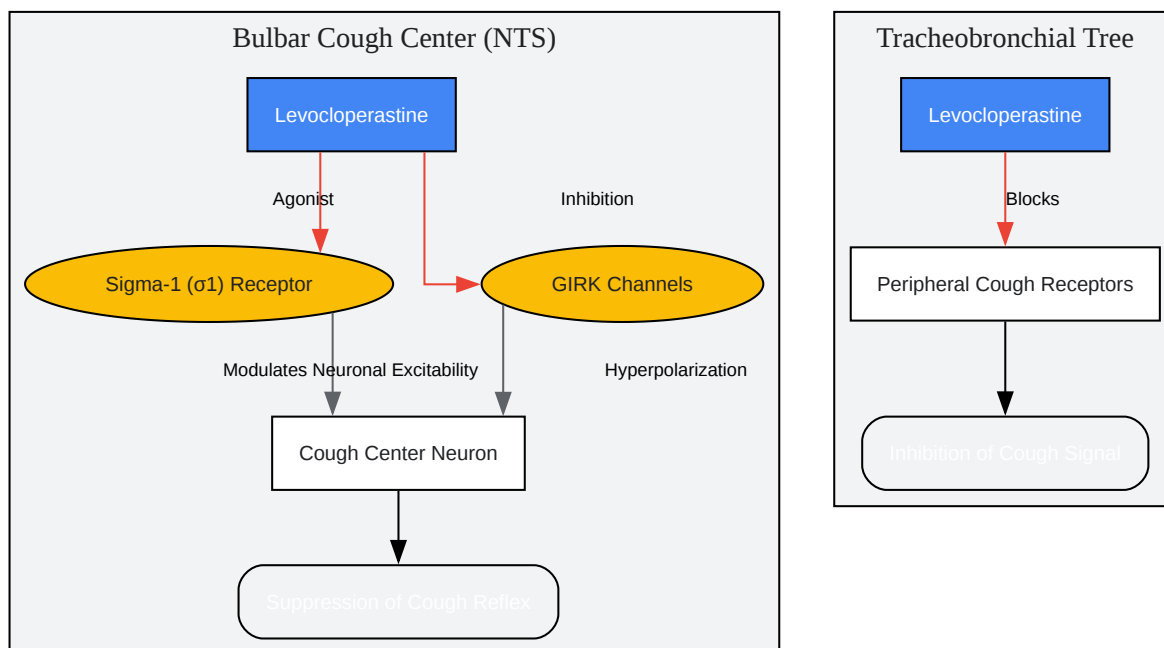 Bulbar Cough Center (NTS)
Levocloperastine
Agonist
Inhibition
Sigma-1 (σ1) Receptor
GIRK Channels
Modulates Neuronal Excitability
Hyperpolarization
Cough Center Neuron
Suppression of Cough Reflex
Tracheobronchial Tree
Levocloperastine
Blocks
Peripheral Cough Receptors
Inhibition of Cough Signal